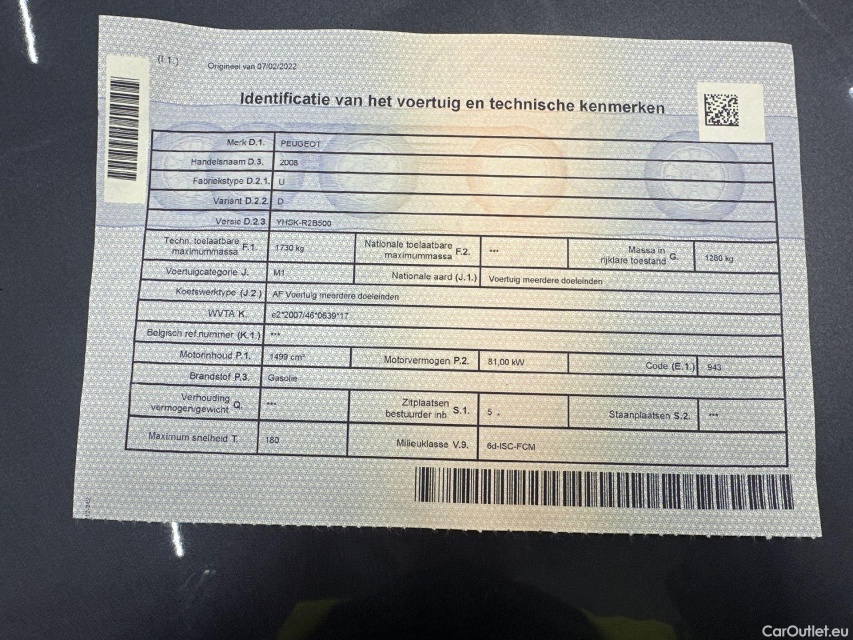 (I.1.)
Origineel van 07/02/2022
Identificatie van het voertuig en technische kenmerken
Merk D.1. PEUGEOT
Handelsnaam D.3. 2008
Fabriekstype D.2.1. U
Variant D.2.2. D
Versie D.2.3. YHSK-R2B500
Techn. toelaatbare maximummassa F.1. 1730 kg Nationale toelaatbare maximummassa F.2. *** Massa in rijklare toestand G. 1280 kg
Voertuigcategorie J. M1 Nationale aard (J.1.) Voertuig meerdere doeleinden
Koetswerktype (J.2.) AF Voertuig meerdere doeleinden
WVTA K. e2*2007/46*0639*17
Belgisch ref.nummer (K.1.) ***
Motorinhoud P.1. 1499 cm³ Motorvermogen P.2. 81,00 kW Code (E.1.) 943
Brandstof P.3. Gasolie
Verhouding vermogen/gewicht Q. *** Zitplaatsen bestuurder inb S.1. 5 . Staanplaatsen S.2. ***
Maximum snelheid T. 180 Milieuklasse V.9. 6d-ISC-FCM
CarOutlet.eu